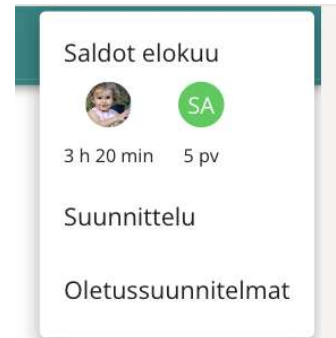 Saldot elokuu
SA
3 h 20 min 5 pv
Suunnittelu
Oletussuunnitelmat